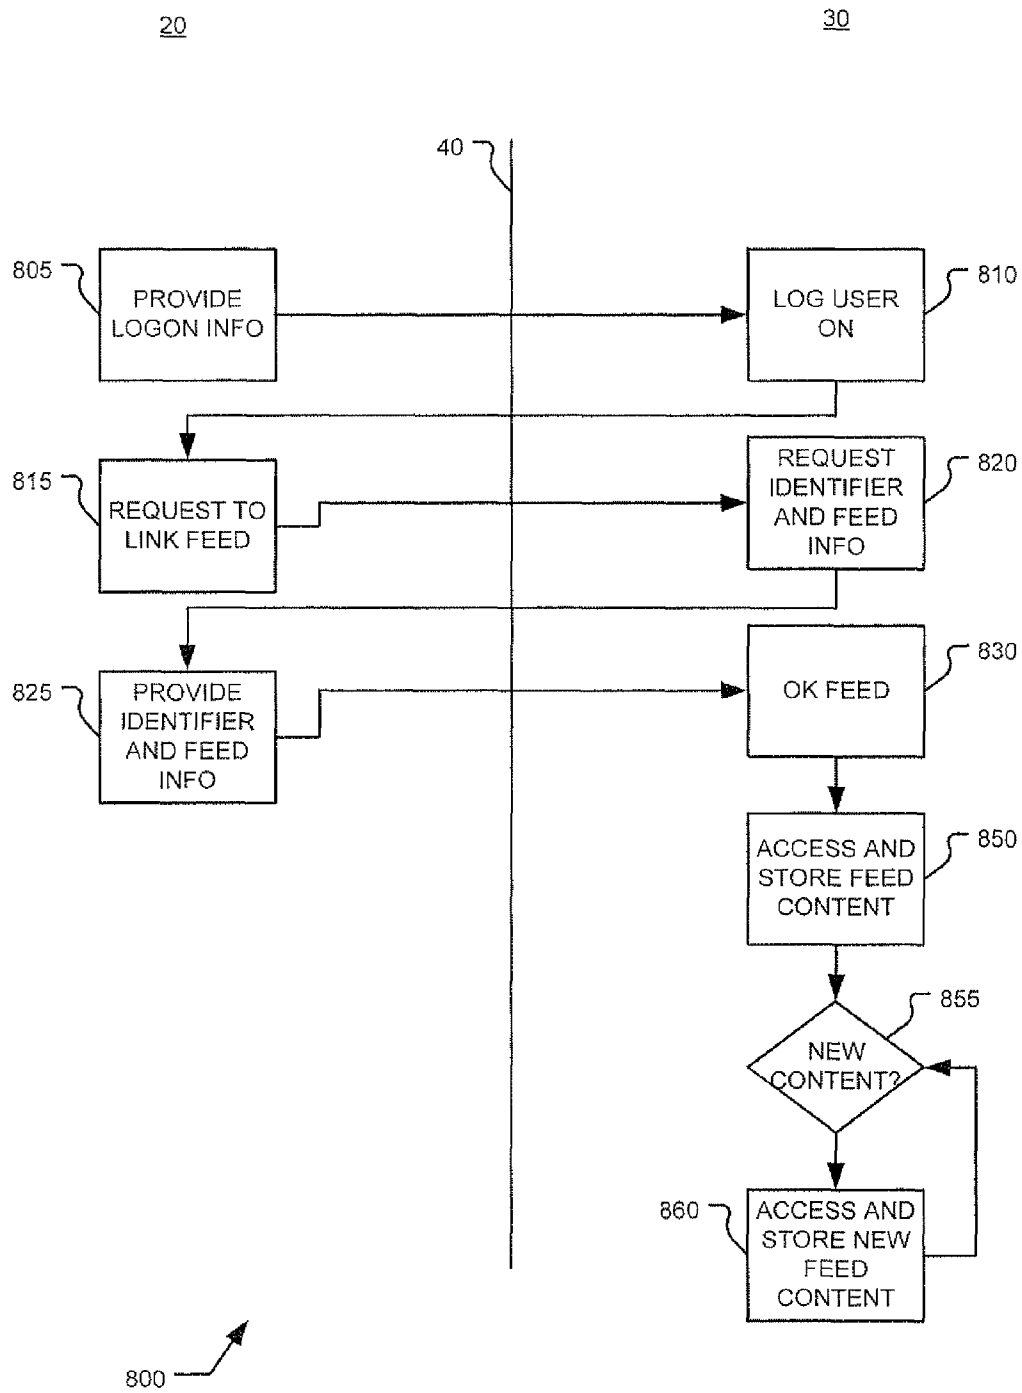 20
30
40
805
PROVIDE
LOGON INFO
LOG USER
ON
810
815
REQUEST TO
LINK FEED
REQUEST
IDENTIFIER
AND FEED
INFO
820
825
PROVIDE
IDENTIFIER
AND FEED
INFO
OK FEED
830
ACCESS AND
STORE FEED
CONTENT
850
855
NEW
CONTENT?
860
ACCESS AND
STORE NEW
FEED
CONTENT
800